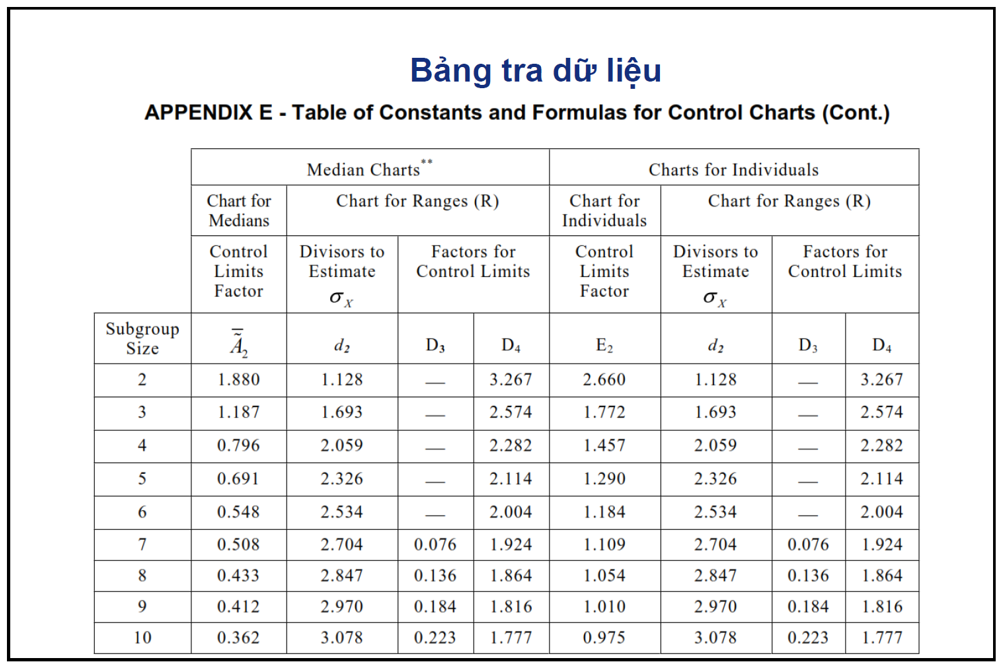 Bảng tra dữ liệu
APPENDIX E - Table of Constants and Formulas for Control Charts (Cont.)
Median Charts** Charts for Individuals
Chart for Medians Chart for Ranges (R) Chart for Individuals Chart for Ranges (R)
Control Limits Factor Divisors to Estimate σX Factors for Control Limits Control Limits Factor Divisors to Estimate σX Factors for Control Limits
Subgroup Size Ã̅2 d2 D3 D4 E2 d2 D3 D4
2 1.880 1.128 — 3.267 2.660 1.128 — 3.267
3 1.187 1.693 — 2.574 1.772 1.693 — 2.574
4 0.796 2.059 — 2.282 1.457 2.059 — 2.282
5 0.691 2.326 — 2.114 1.290 2.326 — 2.114
6 0.548 2.534 — 2.004 1.184 2.534 — 2.004
7 0.508 2.704 0.076 1.924 1.109 2.704 0.076 1.924
8 0.433 2.847 0.136 1.864 1.054 2.847 0.136 1.864
9 0.412 2.970 0.184 1.816 1.010 2.970 0.184 1.816
10 0.362 3.078 0.223 1.777 0.975 3.078 0.223 1.777